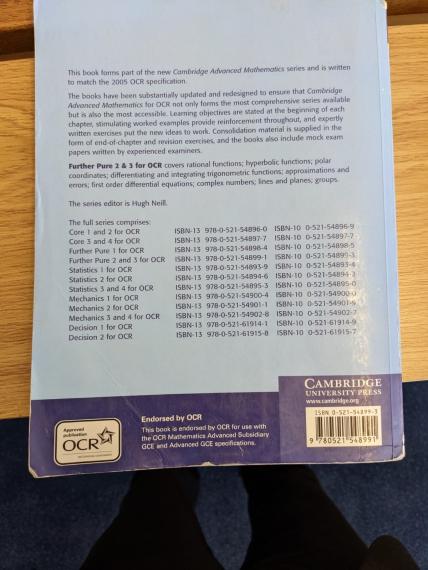 This book forms part of the new Cambridge Advanced Mathematics series and is written
to match the 2005 OCR specification.
The books have been substantially updated and redesigned to ensure that Cambridge
Advanced Mathematics for OCR not only forms the most comprehensive series available
but is also the most accessible. Learning objectives are stated at the beginning of each
chapter, stimulating worked examples provide reinforcement throughout, and expertly
written exercises put the new ideas to work. Consolidation material is supplied in the
form of end-of-chapter and revision exercises, and the books also include mock exam
papers written by experienced examiners.
Further Pure 2 & 3 for OCR covers rational functions; hyperbolic functions; polar
coordinates; differentiating and integrating trigonometric functions; approximations and
errors; first order differential equations; complex numbers; lines and planes; groups.
The series editor is Hugh Neill.
The full series comprises:
Core 1 and 2 for OCR ISBN-13 978-0-521-54896-0 ISBN-10 0-521-54896-9
Core 3 and 4 for OCR ISBN-13 978-0-521-54897-7 ISBN-10 0-521-54897-7
Further Pure 1 for OCR ISBN-13 978-0-521-54898-4 ISBN-10 0-521-54898-5
Further Pure 2 and 3 for OCR ISBN-13 978-0-521-54899-1 ISBN-10 0-521-54899-3
Statistics 1 for OCR ISBN-13 978-0-521-54893-9 ISBN-10 0-521-54893-4
Statistics 2 for OCR ISBN-13 978-0-521-54894-6 ISBN-10 0-521-54894-2
Statistics 3 and 4 for OCR ISBN-13 978-0-521-54895-3 ISBN-10 0-521-54895-0
Mechanics 1 for OCR ISBN-13 978-0-521-54900-4 ISBN-10
Mechanics 2 for OCR ISBN-13 978-0-521-54901-1 ISBN-10
Mechanics 3 and 4 for OCR ISBN-13 978-0-521-54902-8 ISBN-10
Decision 1 for OCR ISBN-13 978-0-521-61914-1 ISBN-10
Decision 2 for OCR ISBN-13 978-0-521-61915-8 ISBN-10 0-521-61915-7
CAMBRIDGE
UNIVERSITY PRESS
www.cambridge.org
ISBN 0-521-54899-3
9 780521 548991
Approved
publication
OCR
Endorsed by OCR
This book is endorsed by OCR for use with
the OCR Mathematics Advanced Subsidiary
GCE and Advanced GCE specifications.